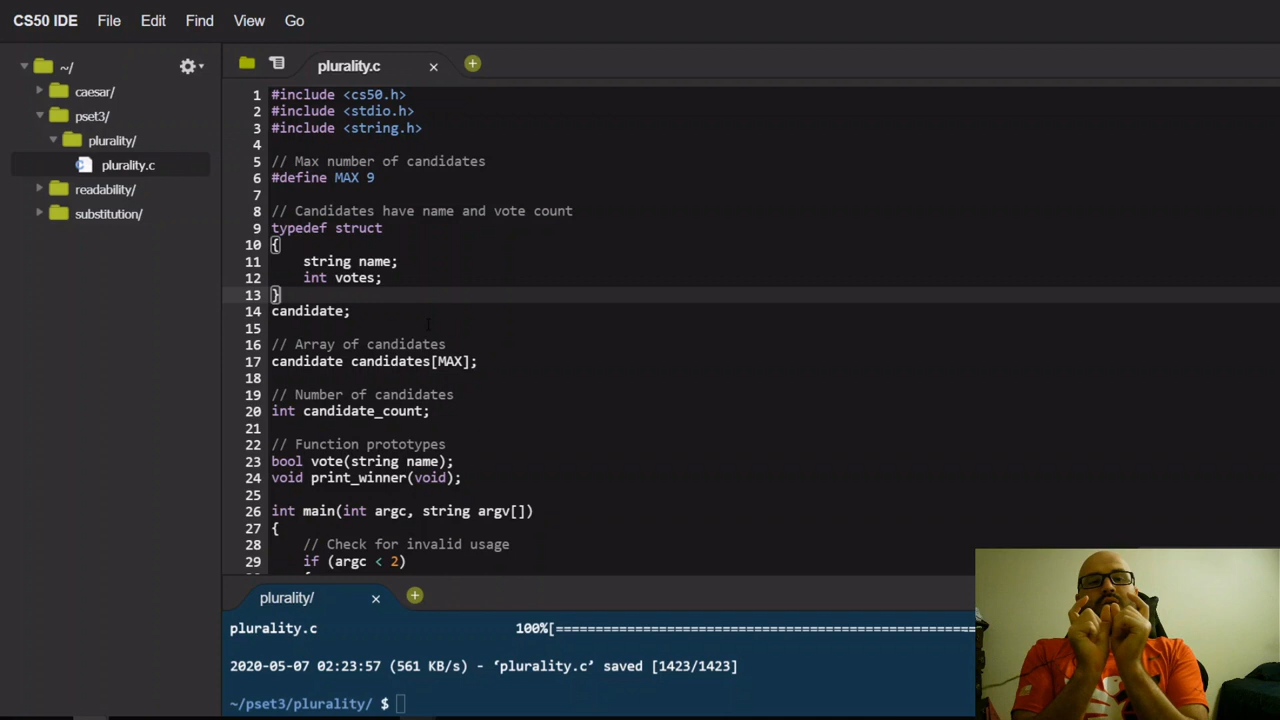 CS50 IDE File Edit Find View Go
~/
caesar/
pset3/
plurality/
plurality.c
readability/
substitution/
plurality.c
1 #include <cs50.h>
2 #include <stdio.h>
3 #include <string.h>
4
5 // Max number of candidates
6 #define MAX 9
7
8 // Candidates have name and vote count
9 typedef struct
10 {
11 string name;
12 int votes;
13 }
14 candidate;
15
16 // Array of candidates
17 candidate candidates[MAX];
18
19 // Number of candidates
20 int candidate_count;
21
22 // Function prototypes
23 bool vote(string name);
24 void print_winner(void);
25
26 int main(int argc, string argv[])
27 {
28 // Check for invalid usage
29 if (argc < 2)
plurality/
plurality.c 100%[=====================================================
2020-05-07 02:23:57 (561 KB/s) - ‘plurality.c’ saved [1423/1423]
~/pset3/plurality/ $